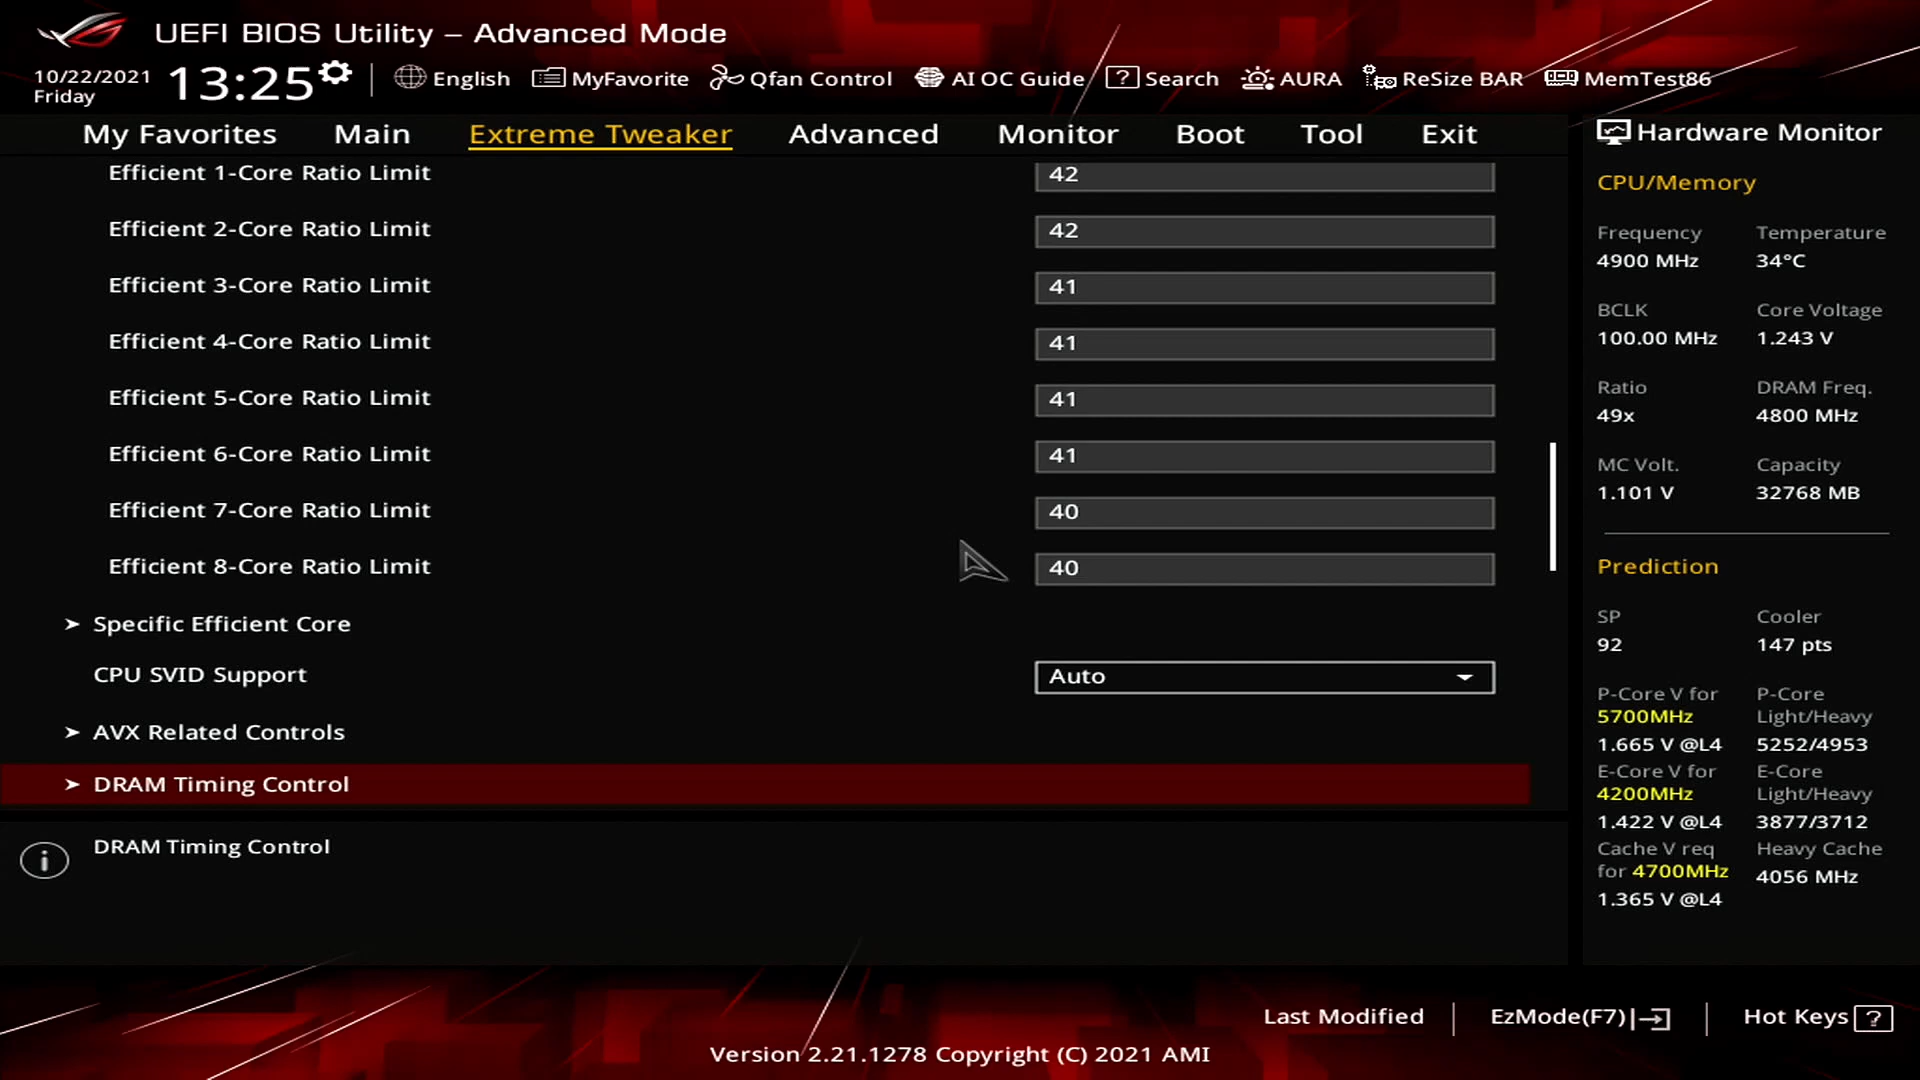 UEFI BIOS Utility – Advanced Mode
10/22/2021
Friday
13:25
English
MyFavorite
Qfan Control
AI OC Guide
Search
AURA
ReSize BAR
MemTest86
My Favorites
Main
Extreme Tweaker
Advanced
Monitor
Boot
Tool
Exit
Efficient 1-Core Ratio Limit 42
Efficient 2-Core Ratio Limit 42
Efficient 3-Core Ratio Limit 41
Efficient 4-Core Ratio Limit 41
Efficient 5-Core Ratio Limit 41
Efficient 6-Core Ratio Limit 41
Efficient 7-Core Ratio Limit 40
Efficient 8-Core Ratio Limit 40
Specific Efficient Core
CPU SVID Support Auto
AVX Related Controls
DRAM Timing Control
DRAM Timing Control
Hardware Monitor
CPU/Memory
Frequency Temperature
4900 MHz 34°C
BCLK Core Voltage
100.00 MHz 1.243 V
Ratio DRAM Freq.
49x 4800 MHz
MC Volt. Capacity
1.101 V 32768 MB
Prediction
SP Cooler
92 147 pts
P-Core V for P-Core
5700MHz Light/Heavy
1.665 V @L4 5252/4953
E-Core V for E-Core
4200MHz Light/Heavy
1.422 V @L4 3877/3712
Cache V req Heavy Cache
for 4700MHz 4056 MHz
1.365 V @L4
Last Modified
EzMode(F7)
Hot Keys ?
Version 2.21.1278 Copyright (C) 2021 AMI